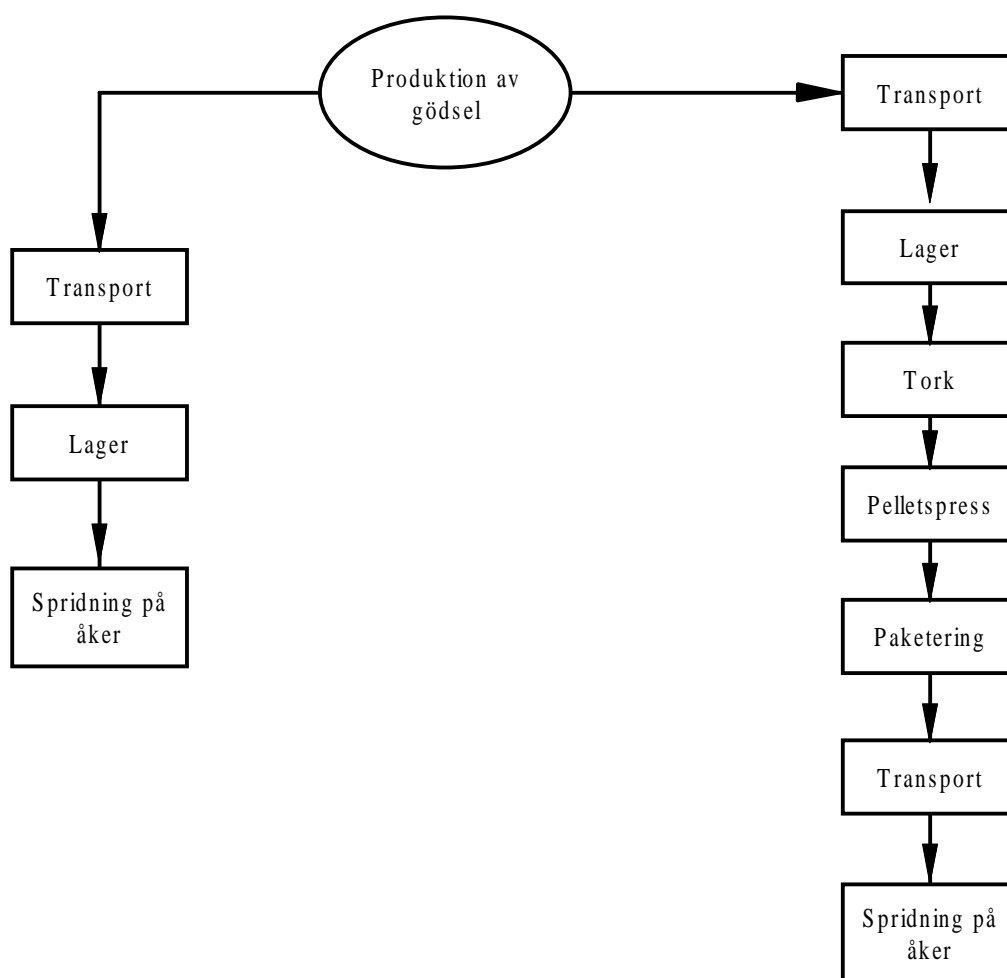 Produktion av
gödsel
Transport
Lager
Spridning på
åker
Transport
Lager
Tork
Pelletspress
Paketering
Transport
Spridning på
åker